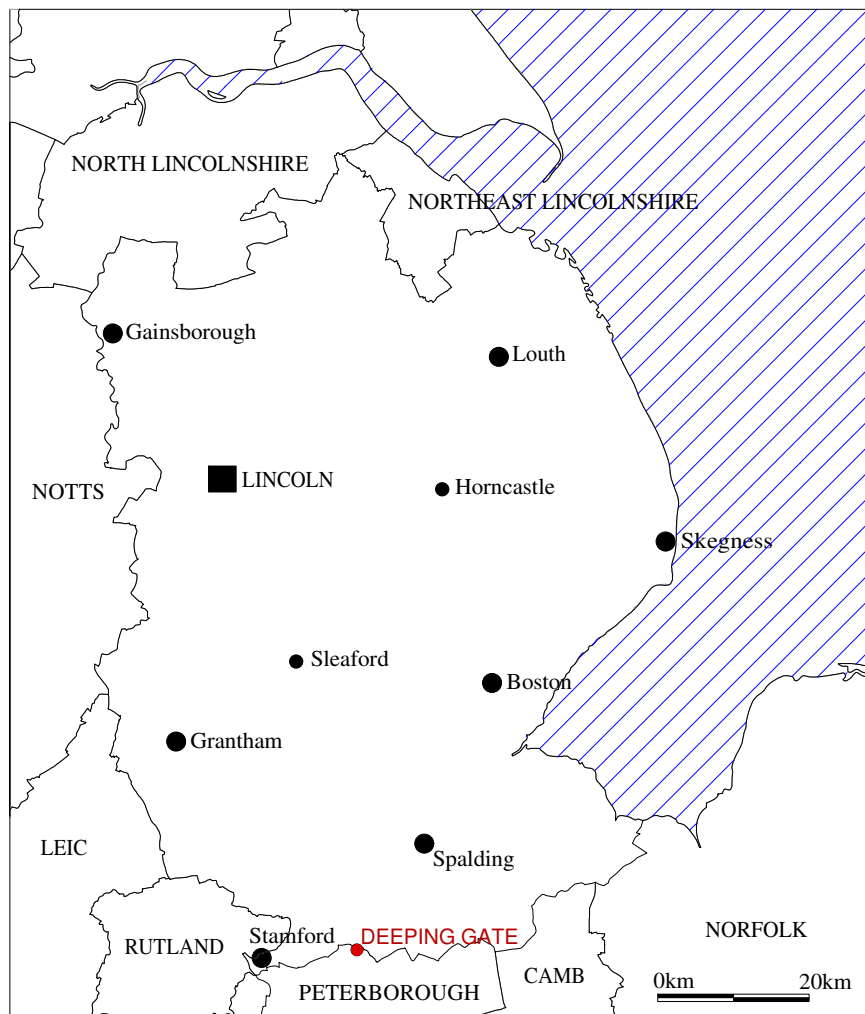 NORTH LINCOLNSHIRE
NORTHEAST LINCOLNSHIRE
Gainsborough
Louth
NOTTS
LINCOLN
Horncastle
Skegness
Sleaford
Boston
Grantham
LEIC
Spalding
Stamford
DEEPING GATE
RUTLAND
NORFOLK
PETERBOROUGH
CAMB
0km
20km